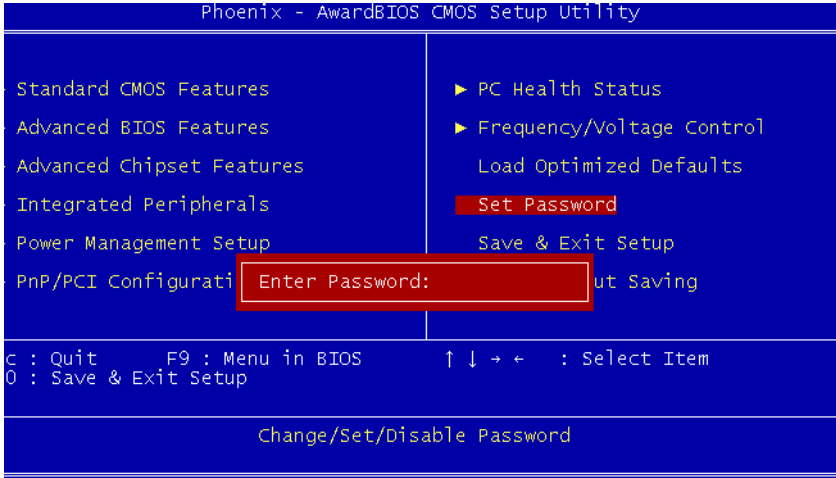 Phoenix - AwardBIOS CMOS Setup Utility
Standard CMOS Features
Advanced BIOS Features
Advanced Chipset Features
Integrated Peripherals
Power Management Setup
PnP/PCI Configurati
► PC Health Status
► Frequency/Voltage Control
Load Optimized Defaults
Set Password
Save & Exit Setup
ut Saving
Enter Password:
c : Quit F9 : Menu in BIOS ↑ ↓ → ← : Select Item
0 : Save & Exit Setup
Change/Set/Disable Password